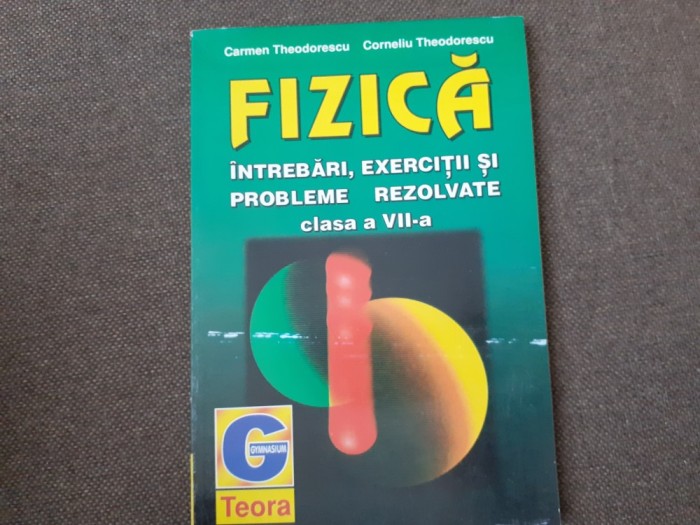 Carmen Theodorescu Corneliu Theodorescu
FIZICĂ
ÎNTREBĂRI, EXERCIȚII ȘI
PROBLEME REZOLVATE
clasa a VII-a
G
GYMNASIUM
Teora